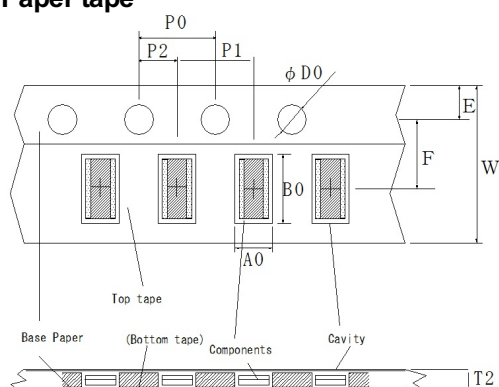 Paper tape
P0
P2 P1
φD0
E
F
W
B0
A0
Top tape
Base Paper
(Bottom tape)
Components
Cavity
T2